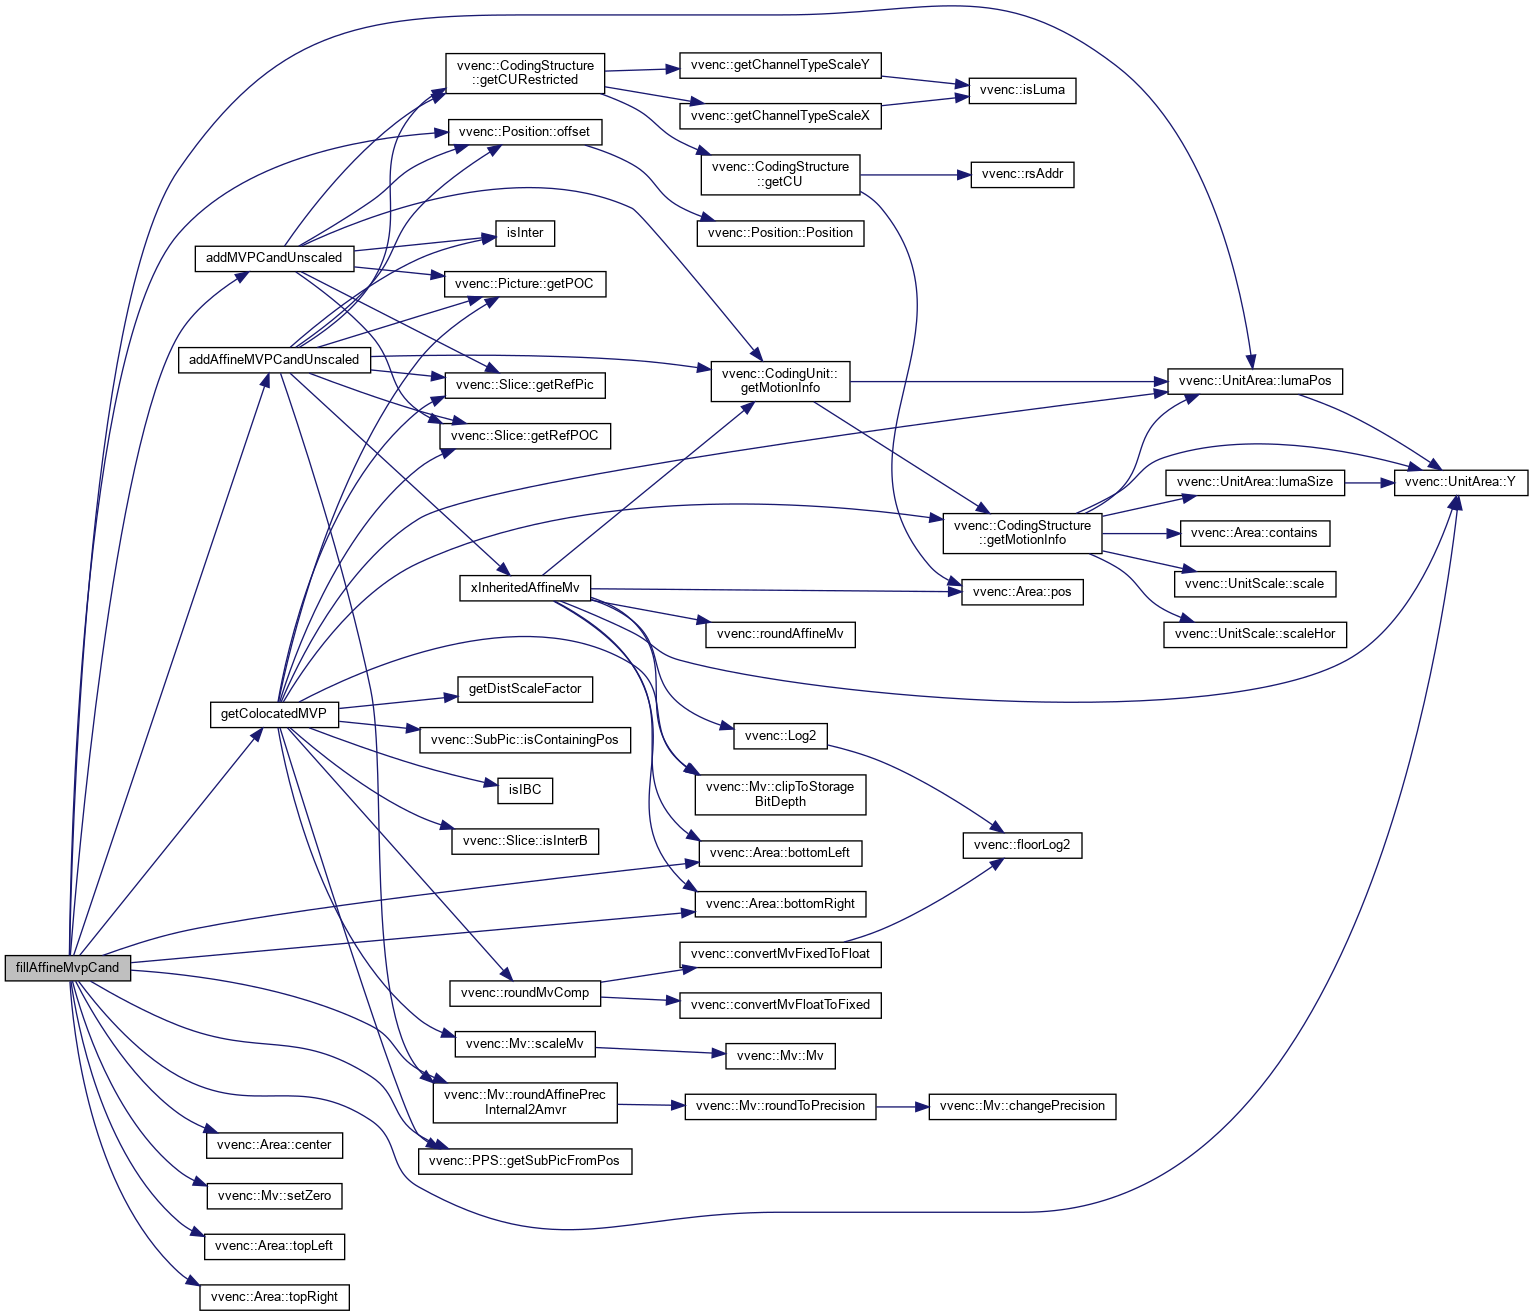 vvenc::CodingStructure
::getCURestricted
vvenc::getChannelTypeScaleY
vvenc::isLuma
vvenc::getChannelTypeScaleX
vvenc::Position::offset
vvenc::CodingStructure
::getCU
vvenc::rsAddr
isInter
vvenc::Position::Position
addMVPCandUnscaled
vvenc::Picture::getPOC
addAffineMVPCandUnscaled
vvenc::Slice::getRefPic
vvenc::CodingUnit::
getMotionInfo
vvenc::UnitArea::lumaPos
vvenc::Slice::getRefPOC
vvenc::UnitArea::lumaSize
vvenc::UnitArea::Y
vvenc::CodingStructure
::getMotionInfo
vvenc::Area::contains
xInheritedAffineMv
vvenc::Area::pos
vvenc::UnitScale::scale
vvenc::roundAffineMv
vvenc::UnitScale::scaleHor
getDistScaleFactor
getColocatedMVP
vvenc::SubPic::isContainingPos
vvenc::Log2
isIBC
vvenc::Mv::clipToStorage
BitDepth
vvenc::Slice::isInterB
vvenc::Area::bottomLeft
vvenc::floorLog2
vvenc::Area::bottomRight
fillAffineMvpCand
vvenc::convertMvFixedToFloat
vvenc::roundMvComp
vvenc::convertMvFloatToFixed
vvenc::Mv::scaleMv
vvenc::Mv::Mv
vvenc::Mv::roundAffinePrec
Internal2Amvr
vvenc::Mv::roundToPrecision
vvenc::Mv::changePrecision
vvenc::Area::center
vvenc::PPS::getSubPicFromPos
vvenc::Mv::setZero
vvenc::Area::topLeft
vvenc::Area::topRight